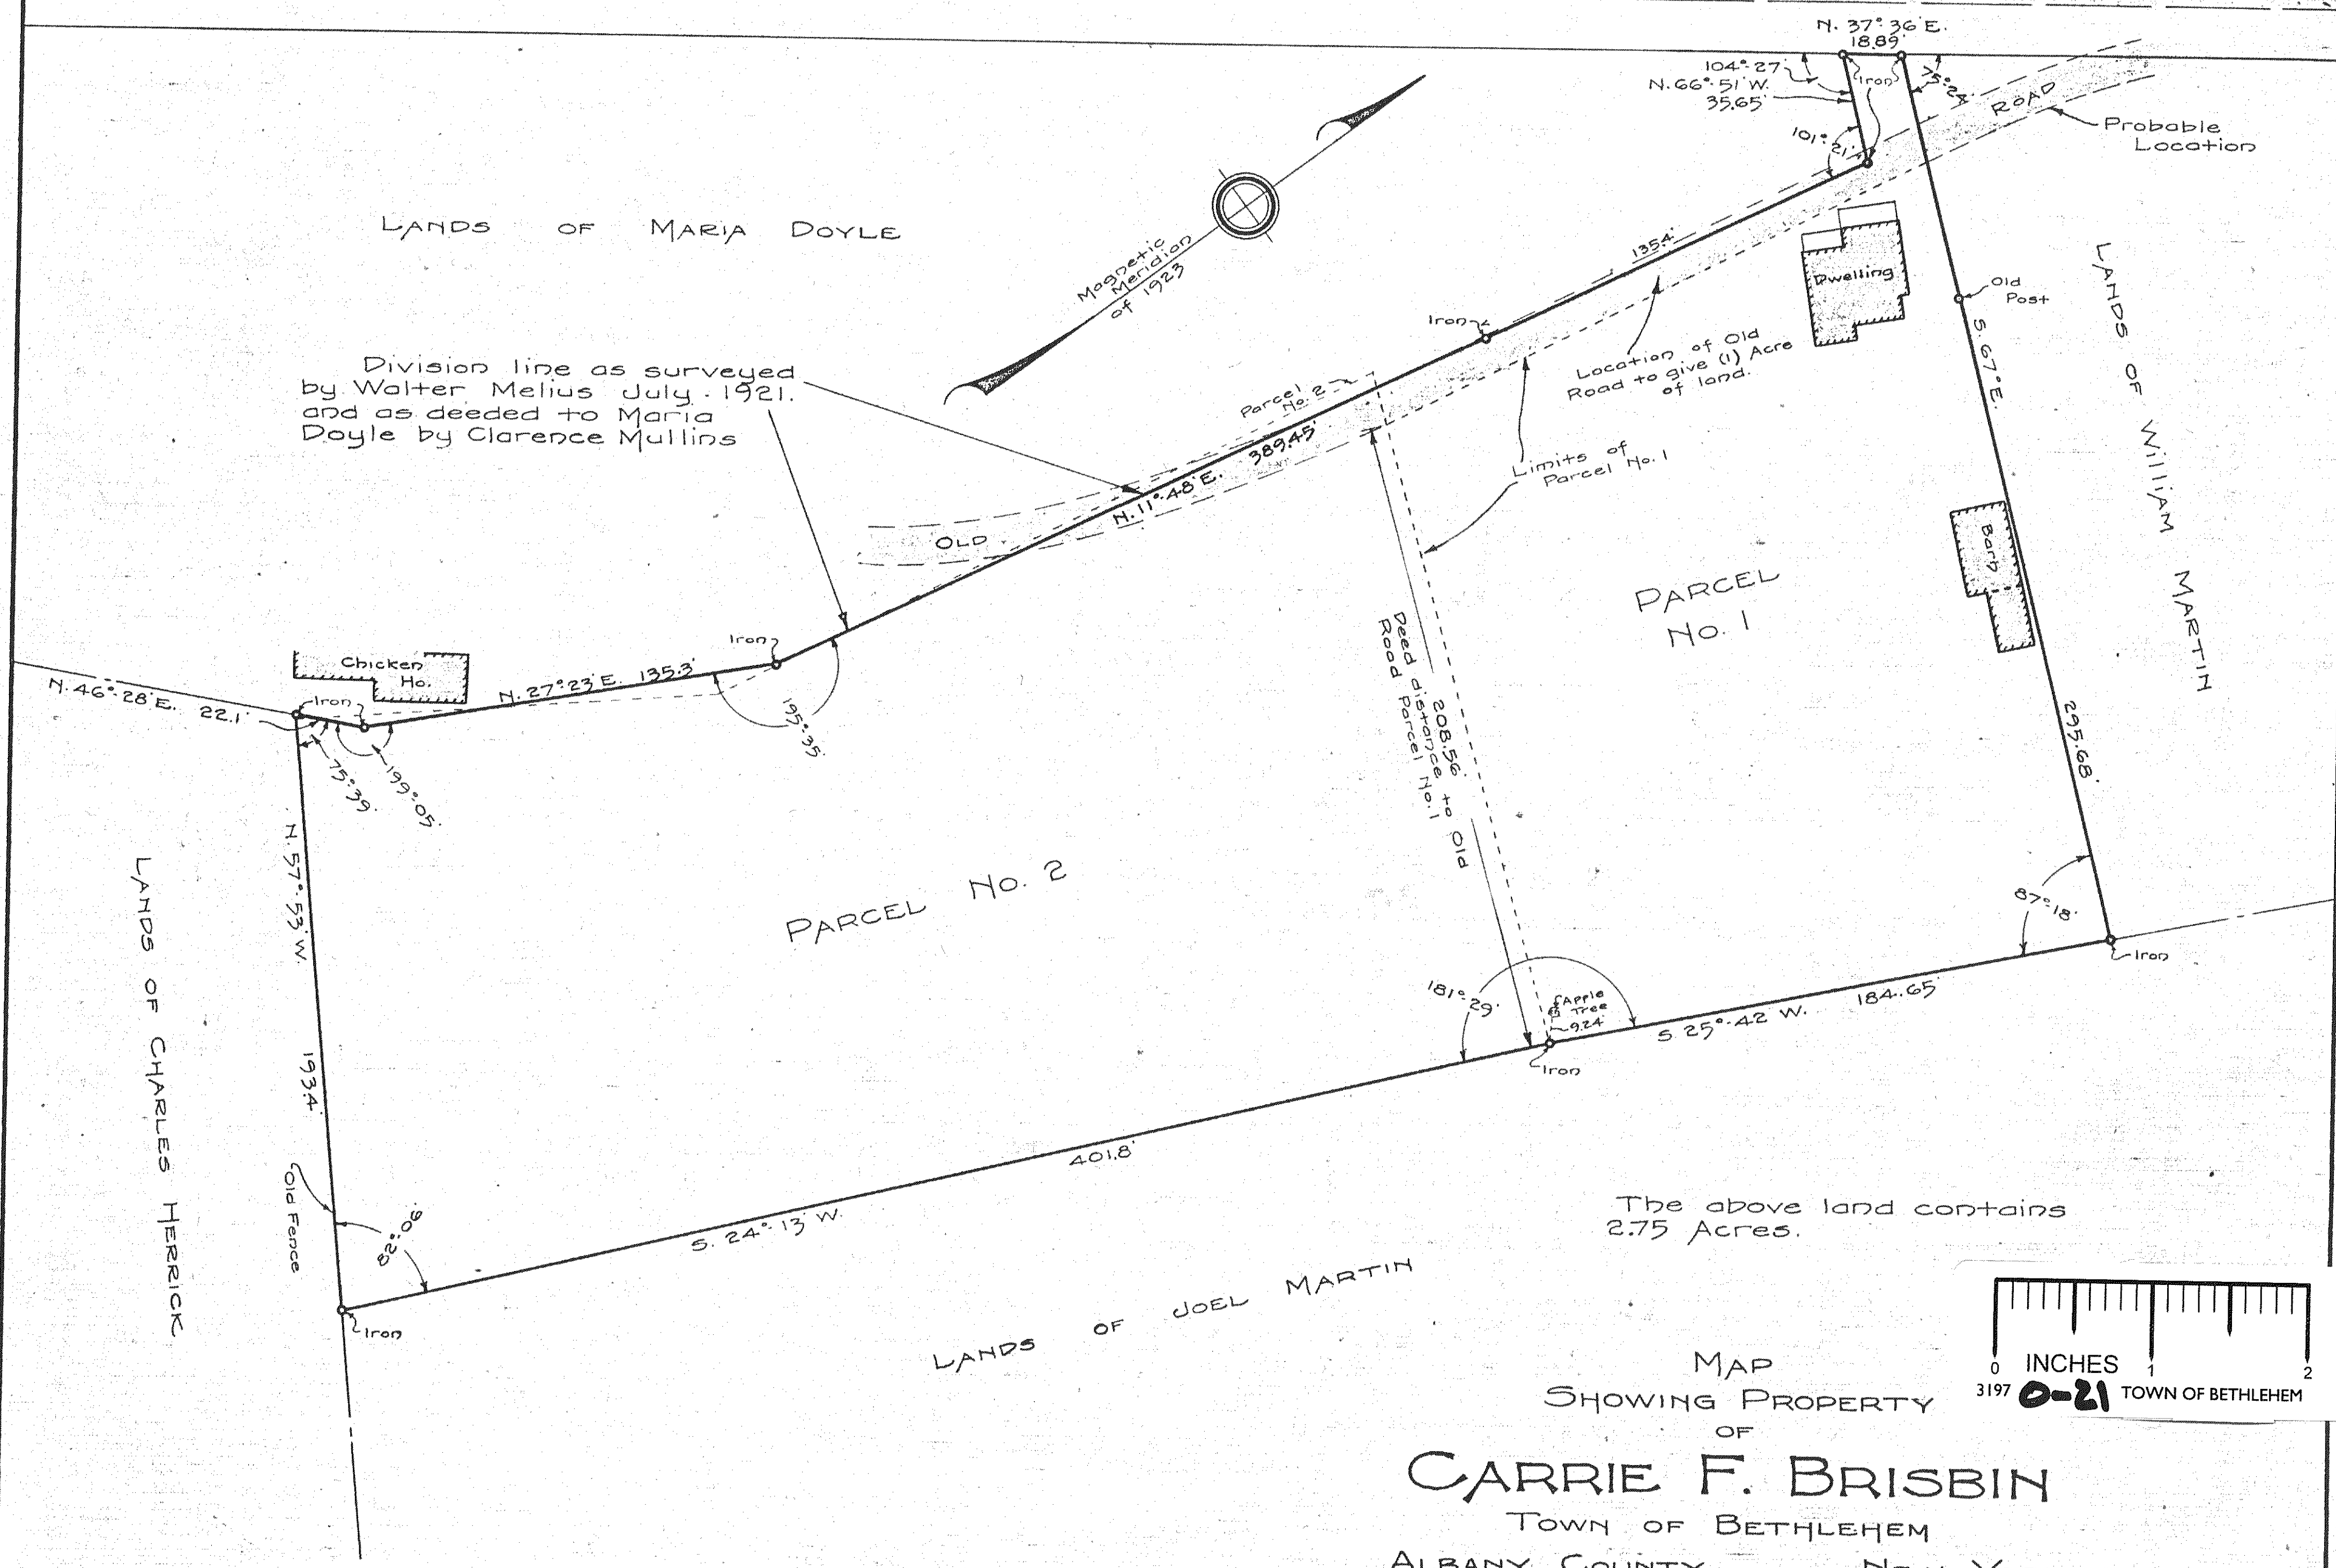 N. 37°-36' E.
18.89'
104°-27'
N. 66°-51' W.
35.65'
Iron
75°-24'
ROAD
101°-21'
Probable
Location
LANDS OF MARIA DOYLE
Magnetic
Meridian
of 1923
135.4'
Dwelling
Old
Post
Iron
Location of Old
Road to give (1) Acre
of land.
S. 67° E.
LANDS OF WILLIAM MARTIN
Division line as surveyed
by Walter Melius July. 1921.
and as deeded to Maria
Doyle by Clarence Mullins
Parcel
No. 2
389.45'
N. 11°-48' E.
Limits of
Parcel No. 1
OLD
Barn
PARCEL
No. 1
Iron
Chicken
Ho.
N. 27°-23' E. 135.3'
N. 46°-28' E. 22.1'
Iron
195°-35'
75°-39'
199°-05'
208.56'
Deed distance to Old
Road Parcel No. 1
295.68'
N. 57°-53' W.
193.4'
LANDS OF CHARLES HERRICK
PARCEL No. 2
87°-18'
Iron
181°-29'
Apple
Tree
9.24'
Iron
S. 25°-42' W. 184.65'
401.8'
S. 24°-13' W.
Old Fence
82°-06'
Iron
LANDS OF JOEL MARTIN
The above land contains
2.75 Acres.
0 INCHES 1 2
3197 0-21 TOWN OF BETHLEHEM
MAP
SHOWING PROPERTY
OF
CARRIE F. BRISBIN
TOWN OF BETHLEHEM
ALBANY COUNTY NEW Y